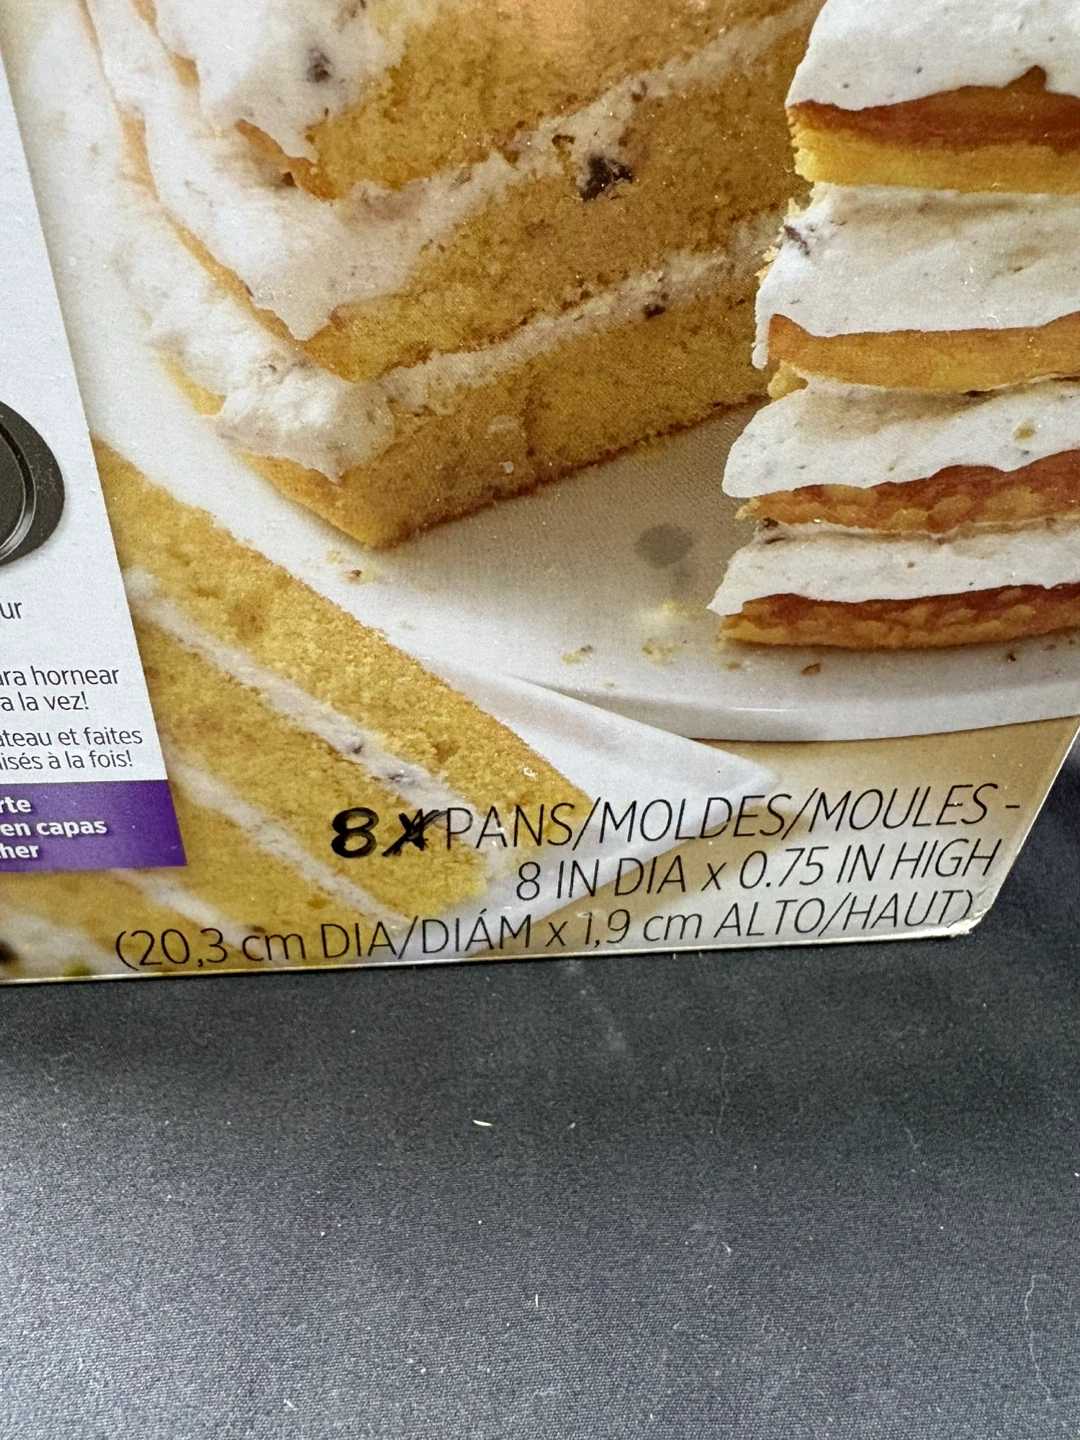 ur
ra hornear
a la vez!
ateau et faites
isés à la fois!
rte
en capas
her
8 PANS/MOLDES/MOULES -
8 IN DIA x 0.75 IN HIGH
(20,3 cm DIA/DIÁM x 1,9 cm ALTO/HAUT)